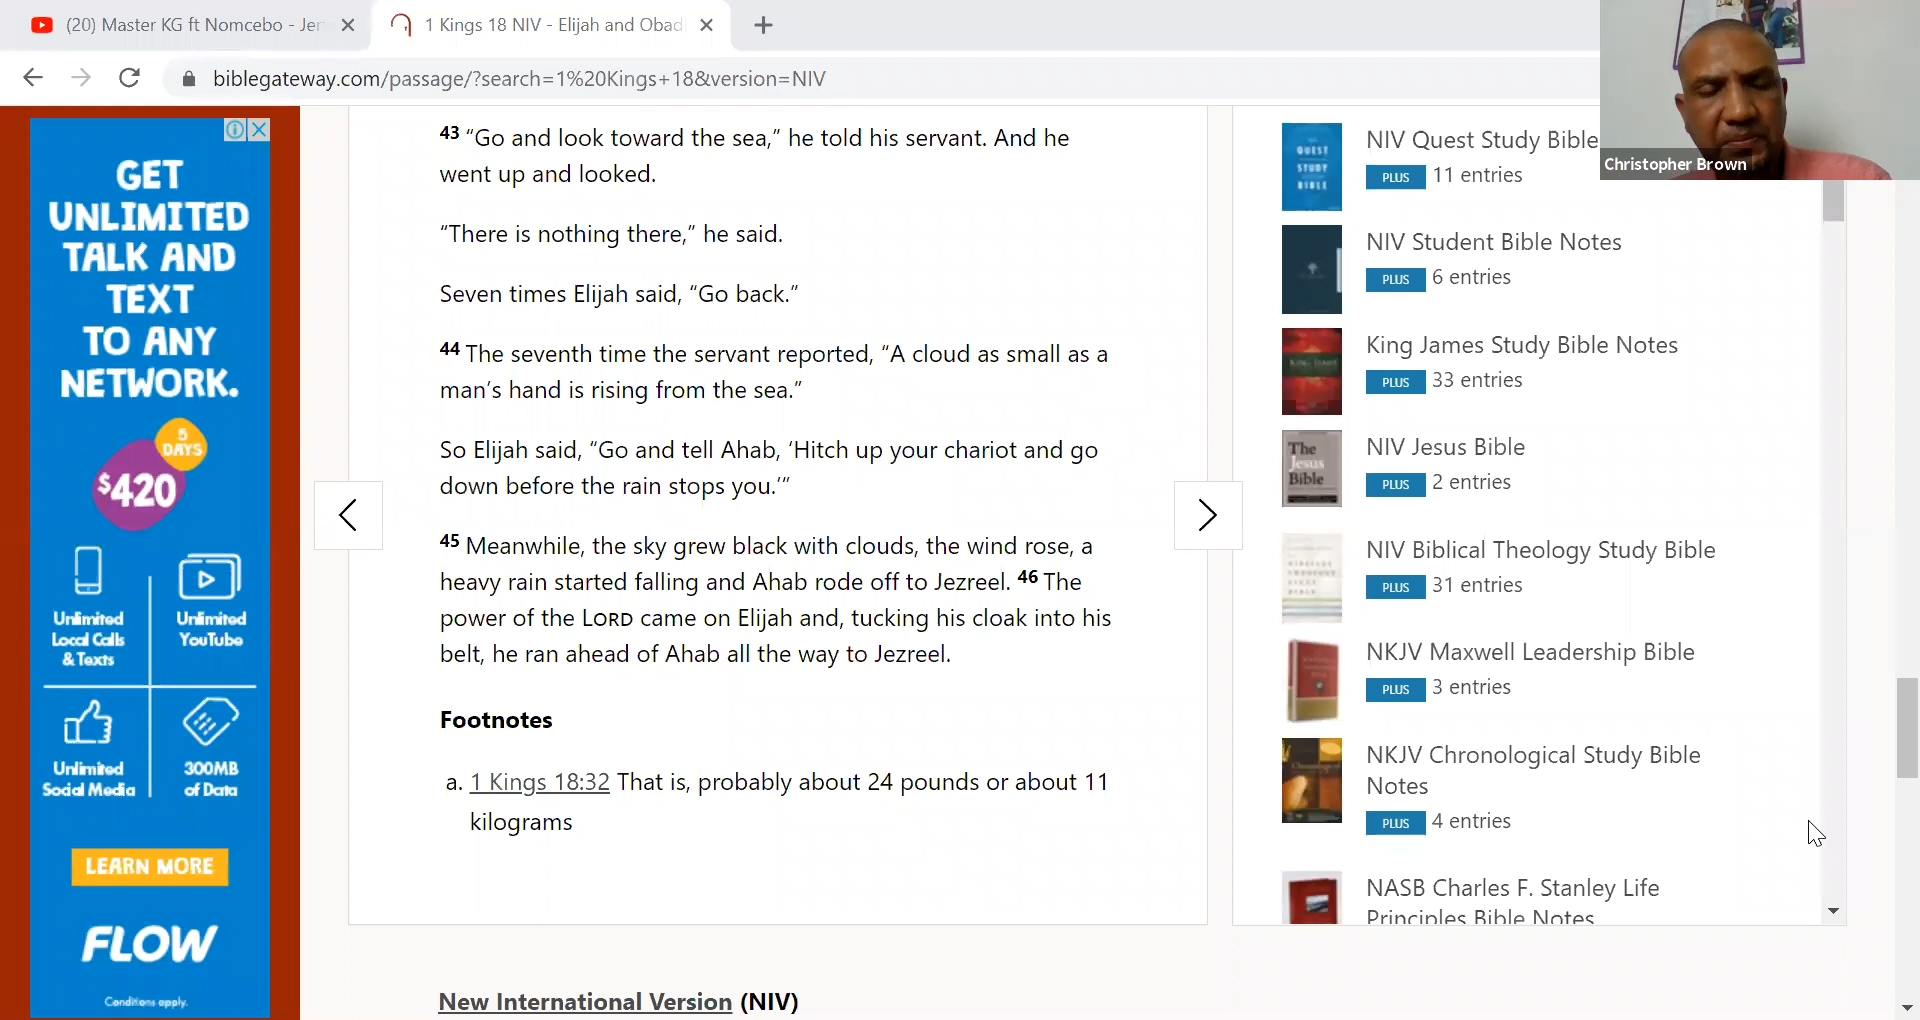 (20) Master KG ft Nomcebo - Jer
1 Kings 18 NIV - Elijah and Obad
biblegateway.com/passage/?search=1%20Kings+18&version=NIV
Christopher Brown
GET
UNLIMITED
TALK AND
TEXT
TO ANY
NETWORK.
5
DAYS
$420
Unlimited
Local Calls
& Texts
Unlimited
YouTube
Unlimited
Social Media
300MB
of Data
LEARN MORE
FLOW
Conditions apply.
43 “Go and look toward the sea,” he told his servant. And he
went up and looked.
“There is nothing there,” he said.
Seven times Elijah said, “Go back.”
44 The seventh time the servant reported, “A cloud as small as a
man’s hand is rising from the sea.”
So Elijah said, “Go and tell Ahab, ‘Hitch up your chariot and go
down before the rain stops you.’”
45 Meanwhile, the sky grew black with clouds, the wind rose, a
heavy rain started falling and Ahab rode off to Jezreel. 46 The
power of the LORD came on Elijah and, tucking his cloak into his
belt, he ran ahead of Ahab all the way to Jezreel.
Footnotes
a. 1 Kings 18:32 That is, probably about 24 pounds or about 11
kilograms
New International Version (NIV)
QUEST
STUDY
BIBLE
NIV Quest Study Bible
PLUS 11 entries
NIV Student Bible Notes
PLUS 6 entries
King James Study Bible Notes
PLUS 33 entries
The
Jesus
Bible
NIV Jesus Bible
PLUS 2 entries
NIV Biblical Theology Study Bible
PLUS 31 entries
NKJV Maxwell Leadership Bible
PLUS 3 entries
NKJV Chronological Study Bible
Notes
PLUS 4 entries
NASB Charles F. Stanley Life
Principles Bible Notes